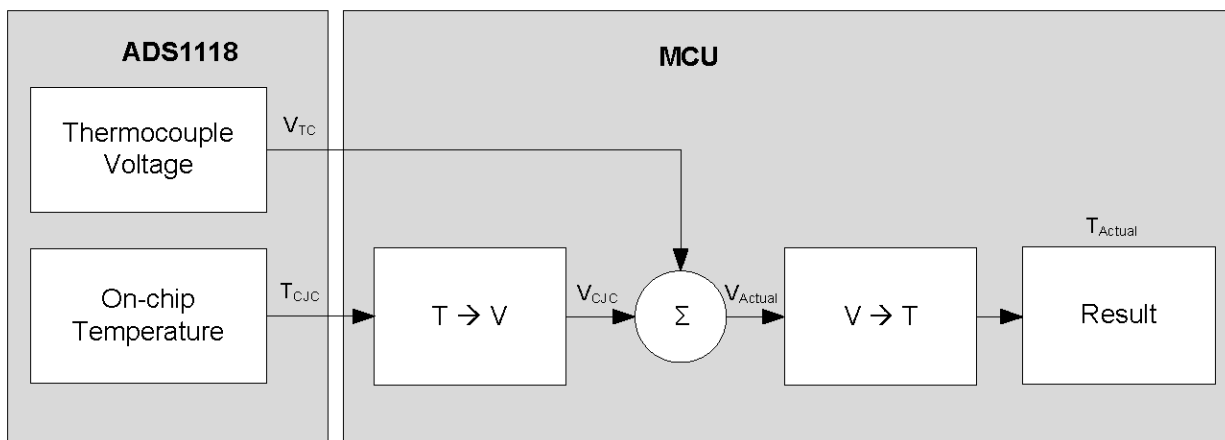 ADS1118
MCU
Thermocouple
Voltage
V_TC
On-chip
Temperature
T_CJC
T → V
V_CJC
Σ
V_Actual
V → T
T_Actual
Result